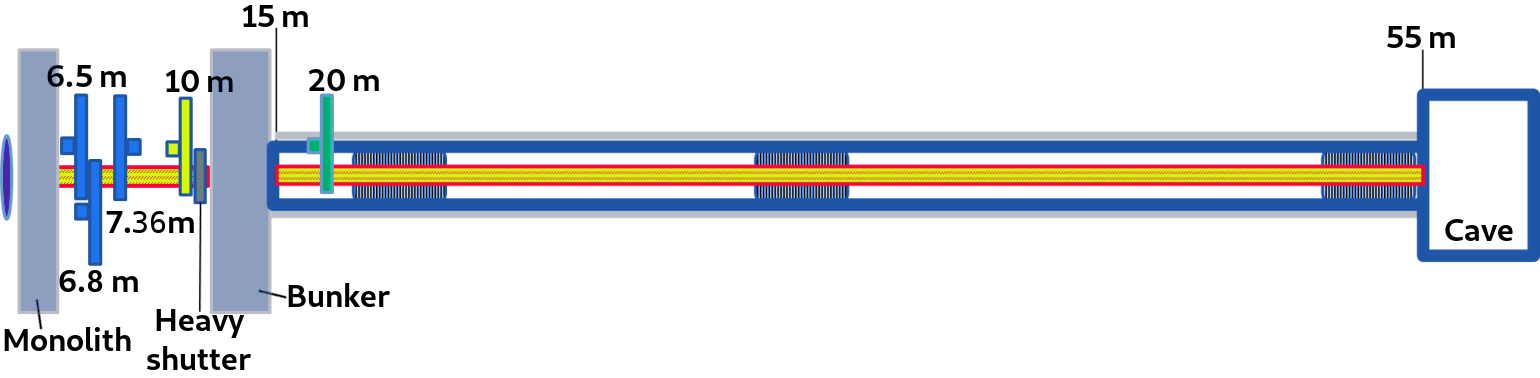 15 m
55 m
6.5 m
10 m
20 m
7.36m
Cave
6.8 m
Bunker
Heavy
shutter
Monolith